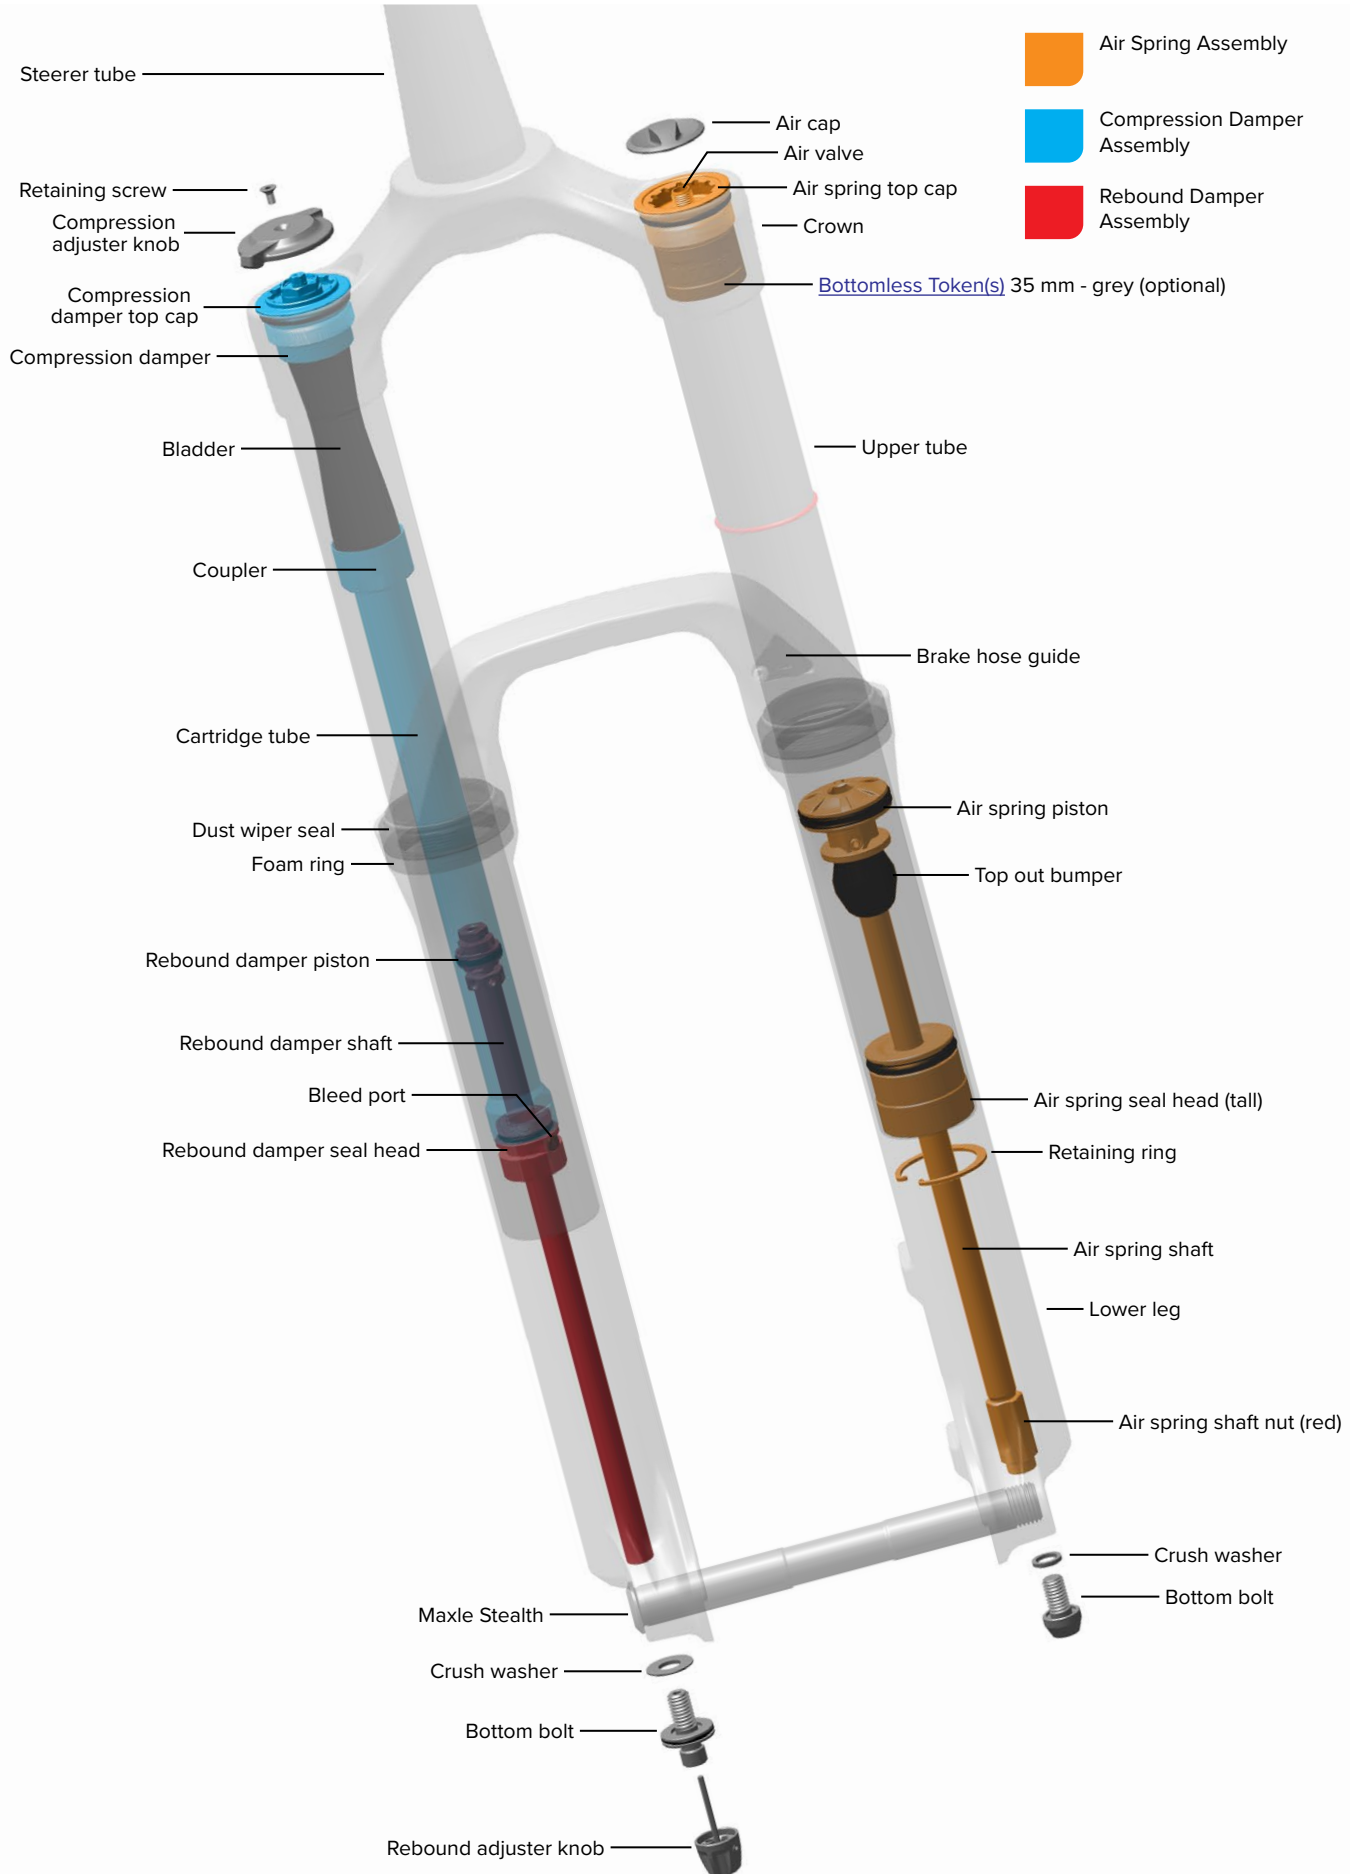 Steerer tube
Retaining screw
Compression
adjuster knob
Compression
damper top cap
Compression damper
Bladder
Coupler
Cartridge tube
Dust wiper seal
Foam ring
Rebound damper piston
Rebound damper shaft
Bleed port
Rebound damper seal head
Maxle Stealth
Crush washer
Bottom bolt
Rebound adjuster knob
Air cap
Air valve
Air spring top cap
Crown
Bottomless Token(s) 35 mm - grey (optional)
Upper tube
Brake hose guide
Air spring piston
Top out bumper
Air spring seal head (tall)
Retaining ring
Air spring shaft
Lower leg
Air spring shaft nut (red)
Crush washer
Bottom bolt
Air Spring Assembly
Compression Damper
Assembly
Rebound Damper
Assembly